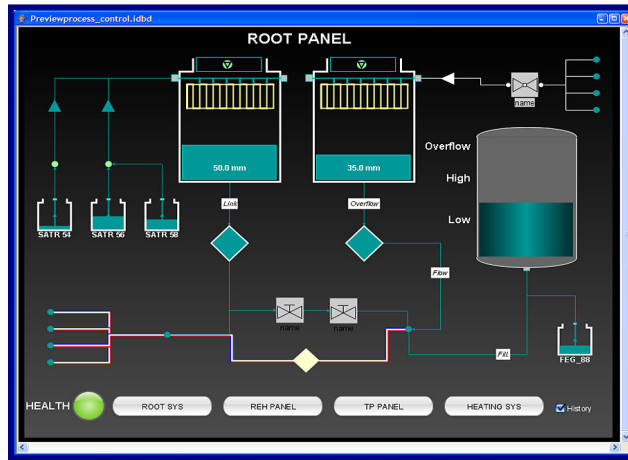 Previewprocess_control.idbd
ROOT PANEL
name
Overflow
High
Low
50.0 mm
35.0 mm
Link
Overflow
SATR 54
SATR 56
SATR 58
Flow
name
name
Fill
FEG_88
HEALTH
ROOT SYS
REH PANEL
TP PANEL
HEATING SYS
History